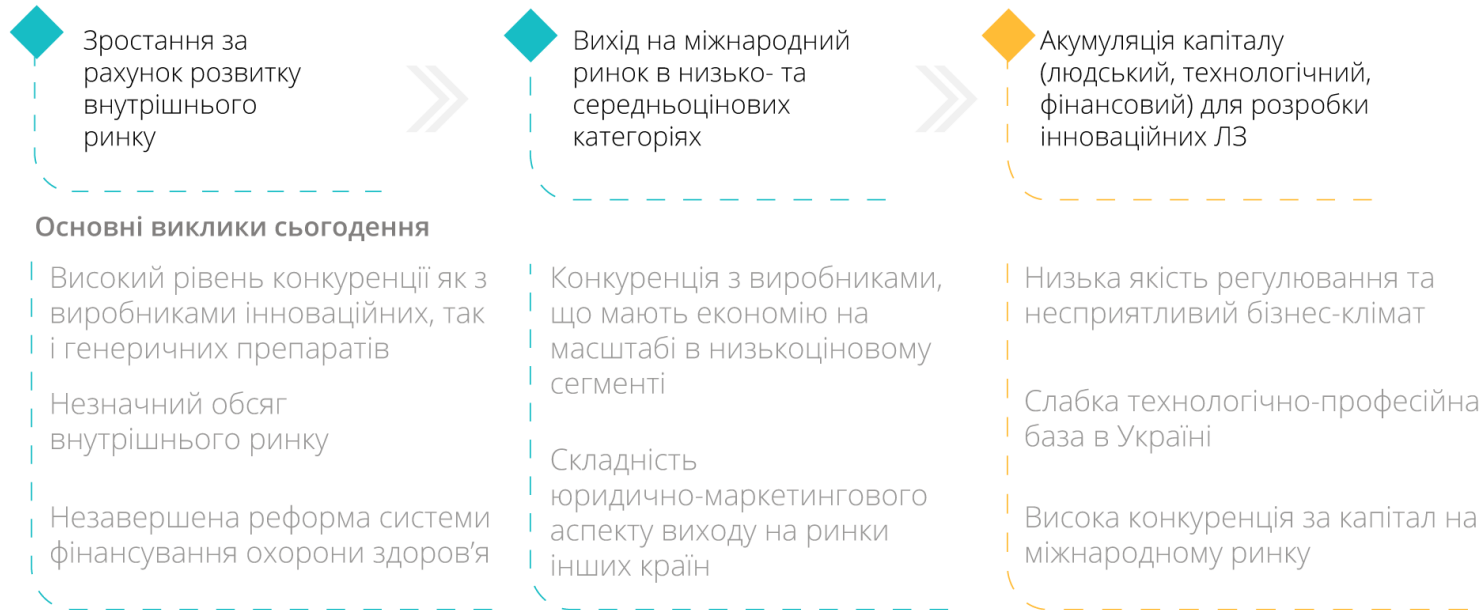 Зростання за
рахунок розвитку
внутрішнього
ринку
Вихід на міжнародний
ринок в низько- та
середньоцінових
категоріях
Акумуляція капіталу
(людський, технологічний,
фінансовий) для розробки
інноваційних ЛЗ
Основні виклики сьогодення
Високий рівень конкуренції як з
виробниками інноваційних, так
і генеричних препаратів
Незначний обсяг
внутрішнього ринку
Незавершена реформа системи
фінансування охорони здоров’я
Конкуренція з виробниками,
що мають економію на
масштабі в низькоціновому
сегменті
Складність
юридично-маркетингового
аспекту виходу на ринки
інших країн
Низька якість регулювання та
несприятливий бізнес-клімат
Слабка технологічно-професійна
база в Україні
Висока конкуренція за капітал на
міжнародному ринку